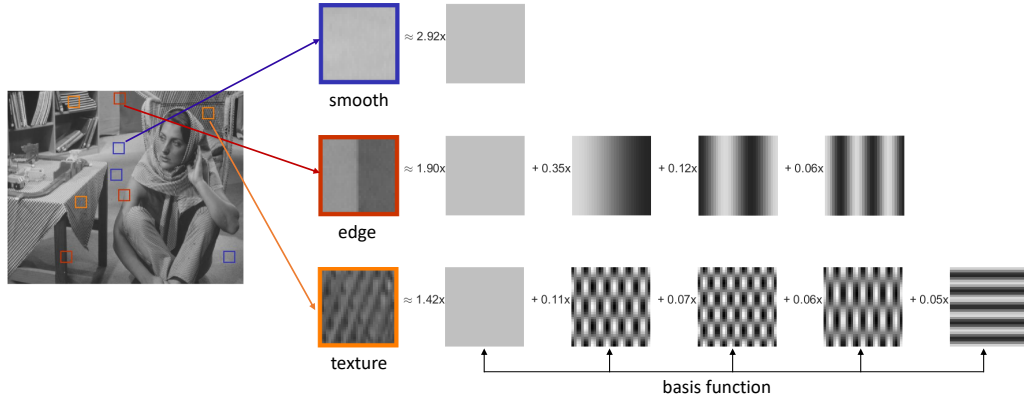 ≈ 2.92x
smooth
≈ 1.90x + 0.35x + 0.12x + 0.06x
edge
≈ 1.42x + 0.11x + 0.07x + 0.06x + 0.05x
texture
basis function